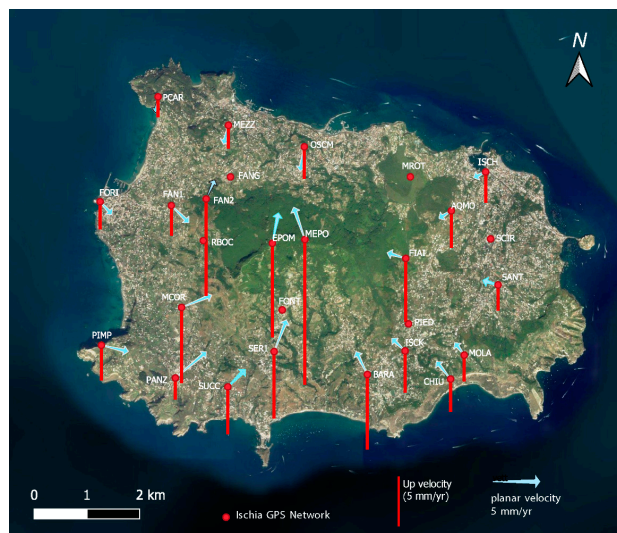 N
PCAR
MEZZ
OSCM
ISCH
MROT
FANG
FORI
FAN1
FAN2
AQMO
RBOC
EPOM
MEPO
SCIR
FIAI
SANT
MCOR
FONT
PIED
PIMP
SER1
ISCK
MOLA
PANZ
SUCC
BARA
CHIU
0 1 2 km
Ischia GPS Network
Up velocity
(5 mm/yr)
planar velocity
5 mm/yr